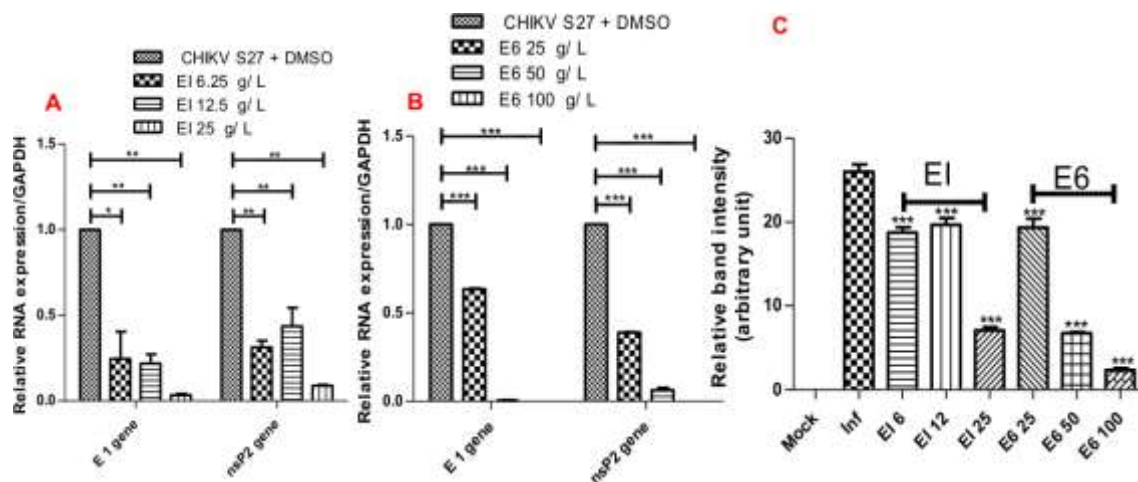 A
CHIKV S27 + DMSO
EI 6.25 g/ L
EI 12.5 g/ L
EI 25 g/ L
Relative RNA expression/GAPDH
1.5
1.0
0.5
0.0
**
**
*
**
**
**
E 1 gene
nsP2 gene
B
CHIKV S27 + DMSO
E6 25 g/ L
E6 50 g/ L
E6 100 g/ L
Relative RNA expression/GAPDH
1.5
1.0
0.5
0.0
***
***
***
***
***
***
E 1 gene
nsP2 gene
C
Relative band intensity
(arbitrary unit)
30
20
10
0
EI
E6
***
***
***
***
***
***
Mock
Inf
EI 6
EI 12
EI 25
E6 25
E6 50
E6 100